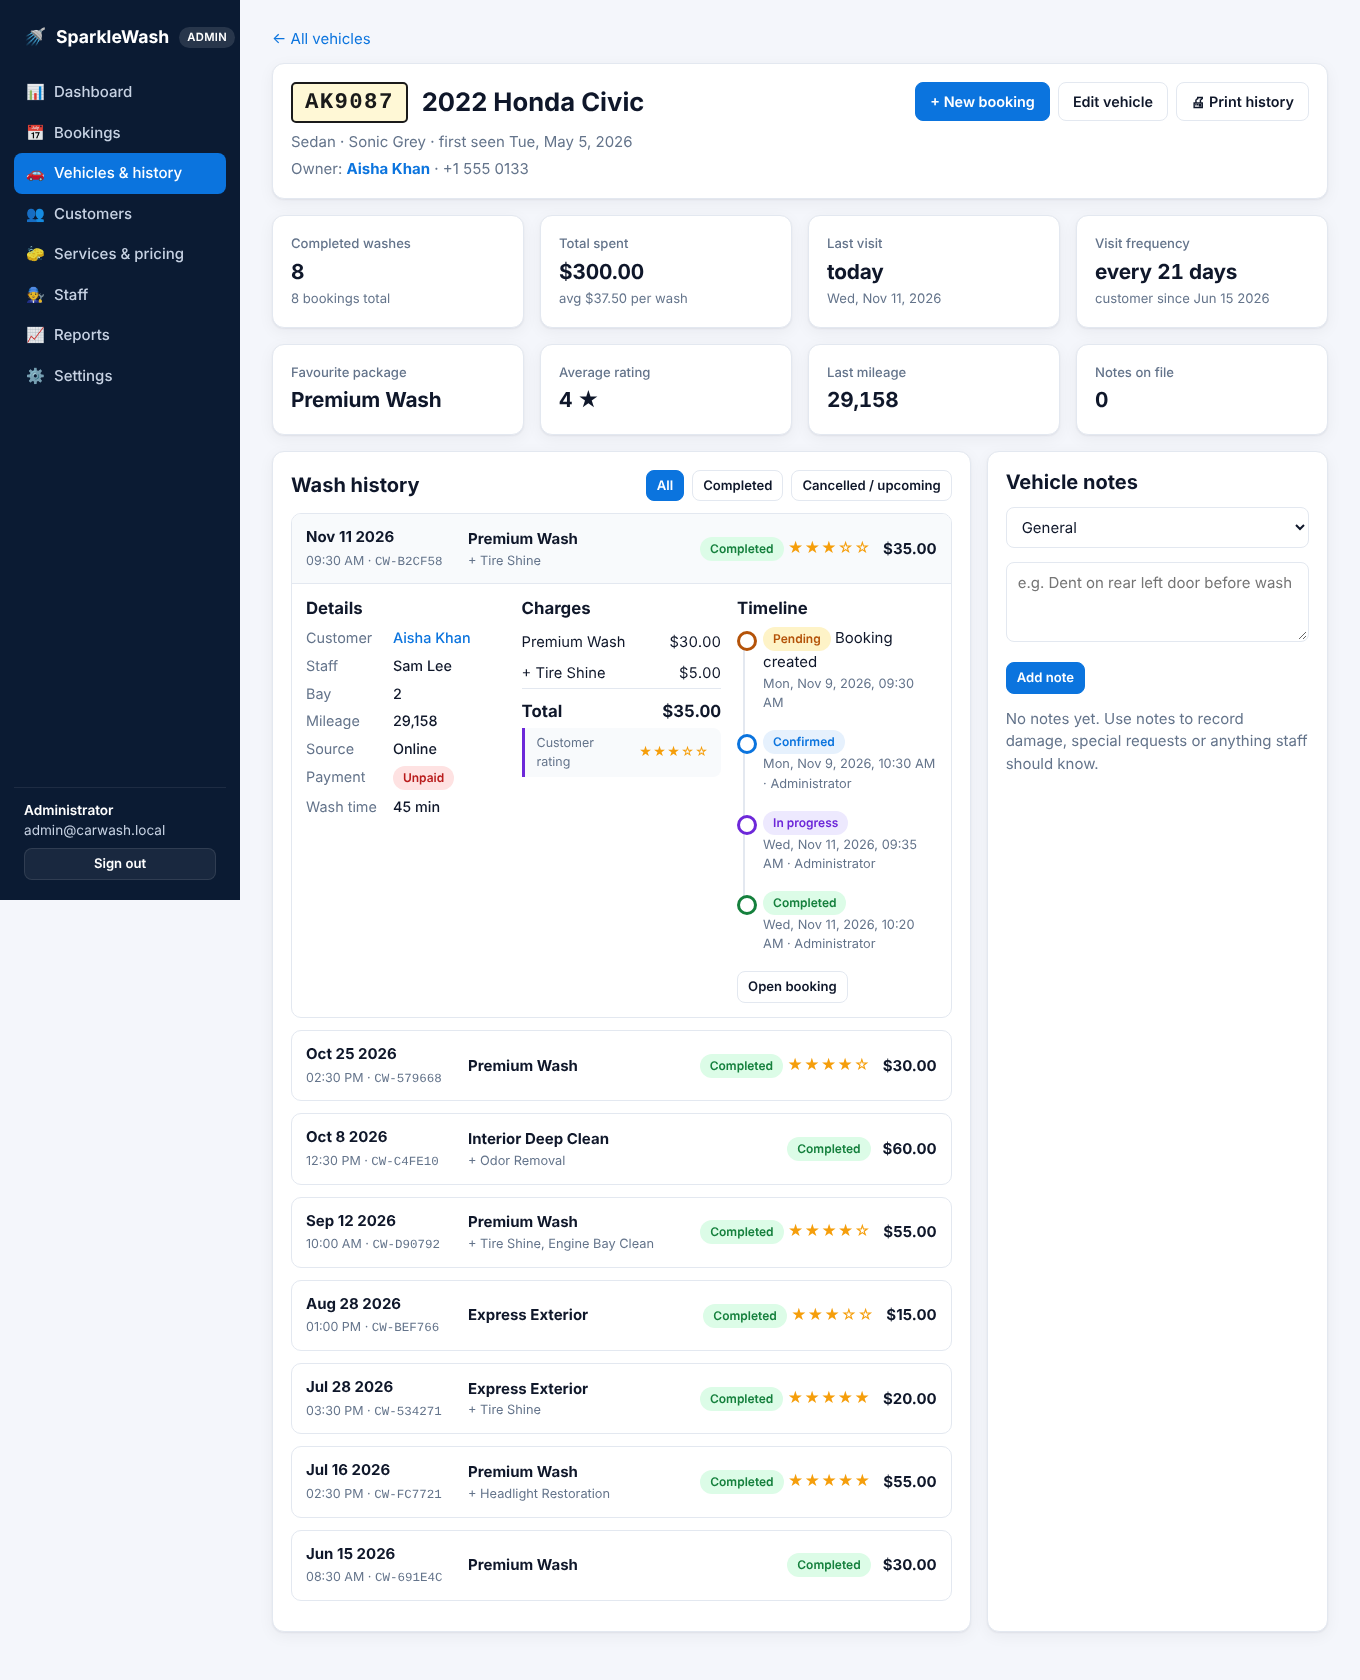 SparkleWash ADMIN
Dashboard
Bookings
Vehicles & history
Customers
Services & pricing
Staff
Reports
Settings
Administrator
admin@carwash.local
Sign out
← All vehicles
AK9087 2022 Honda Civic
+ New booking
Edit vehicle
Print history
Sedan · Sonic Grey · first seen Tue, May 5, 2026
Owner: Aisha Khan · +1 555 0133
Completed washes
8
8 bookings total
Total spent
$300.00
avg $37.50 per wash
Last visit
today
Wed, Nov 11, 2026
Visit frequency
every 21 days
customer since Jun 15 2026
Favourite package
Premium Wash
Average rating
4 ★
Last mileage
29,158
Notes on file
0
Wash history
All
Completed
Cancelled / upcoming
Nov 11 2026
09:30 AM · CW-B2CF58
Premium Wash
+ Tire Shine
Completed ★★★☆☆ $35.00
Details
Customer Aisha Khan
Staff Sam Lee
Bay 2
Mileage 29,158
Source Online
Payment Unpaid
Wash time 45 min
Charges
Premium Wash $30.00
+ Tire Shine $5.00
Total $35.00
Customer
rating
★★★☆☆
Timeline
Pending Booking
created
Mon, Nov 9, 2026, 09:30
AM
Confirmed
Mon, Nov 9, 2026, 10:30 AM
· Administrator
In progress
Wed, Nov 11, 2026, 09:35
AM · Administrator
Completed
Wed, Nov 11, 2026, 10:20
AM · Administrator
Open booking
Oct 25 2026
02:30 PM · CW-579668
Premium Wash
Completed ★★★★☆ $30.00
Oct 8 2026
12:30 PM · CW-C4FE10
Interior Deep Clean
+ Odor Removal
Completed $60.00
Sep 12 2026
10:00 AM · CW-D90792
Premium Wash
+ Tire Shine, Engine Bay Clean
Completed ★★★★☆ $55.00
Aug 28 2026
01:00 PM · CW-BEF766
Express Exterior
Completed ★★★☆☆ $15.00
Jul 28 2026
03:30 PM · CW-534271
Express Exterior
+ Tire Shine
Completed ★★★★★ $20.00
Jul 16 2026
02:30 PM · CW-FC7721
Premium Wash
+ Headlight Restoration
Completed ★★★★★ $55.00
Jun 15 2026
08:30 AM · CW-691E4C
Premium Wash
Completed $30.00
Vehicle notes
General
e.g. Dent on rear left door before wash
Add note
No notes yet. Use notes to record
damage, special requests or anything staff
should know.